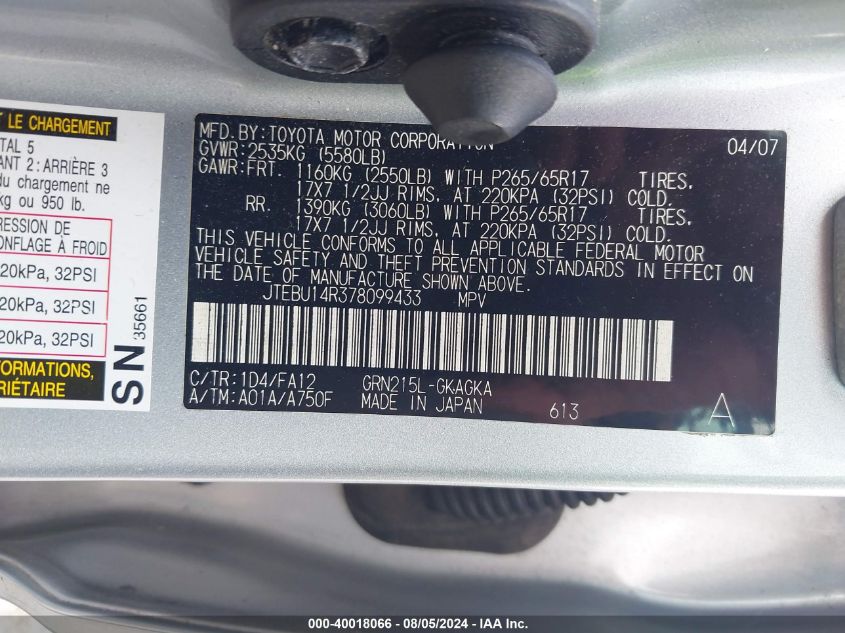 T LE CHARGEMENT
TAL 5
ANT 2: ARRIÈRE 3
du chargement ne
kg ou 950 lb.
RESSION DE
ONFLAGE À FROID
20kPa, 32PSI
20kPa, 32PSI
20kPa, 32PSI
FORMATIONS,
PRIÉTAIRE
SN 35661
MFD.BY:TOYOTA MOTOR CORPORATION 04/07
GVWR:2535KG (5580LB)
GAWR:FRT. 1160KG (2550LB) WITH P265/65R17 TIRES.
17X7 1/2JJ RIMS. AT 220KPA (32PSI) COLD.
RR. 1390KG (3060LB) WITH P265/65R17 TIRES.
17X7 1/2JJ RIMS. AT 220KPA (32PSI) COLD.
THIS VEHICLE CONFORMS TO ALL APPLICABLE FEDERAL MOTOR
VEHICLE SAFETY AND THEFT PREVENTION STANDARDS IN EFFECT ON
THE DATE OF MANUFACTURE SHOWN ABOVE.
JTEBU14R378099433 MPV
C/TR:1D4/FA12 GRN215L-GKAGKA
A/TM:A01A/A750F MADE IN JAPAN 613 A
000-40018066 - 08/05/2024 - IAA Inc.